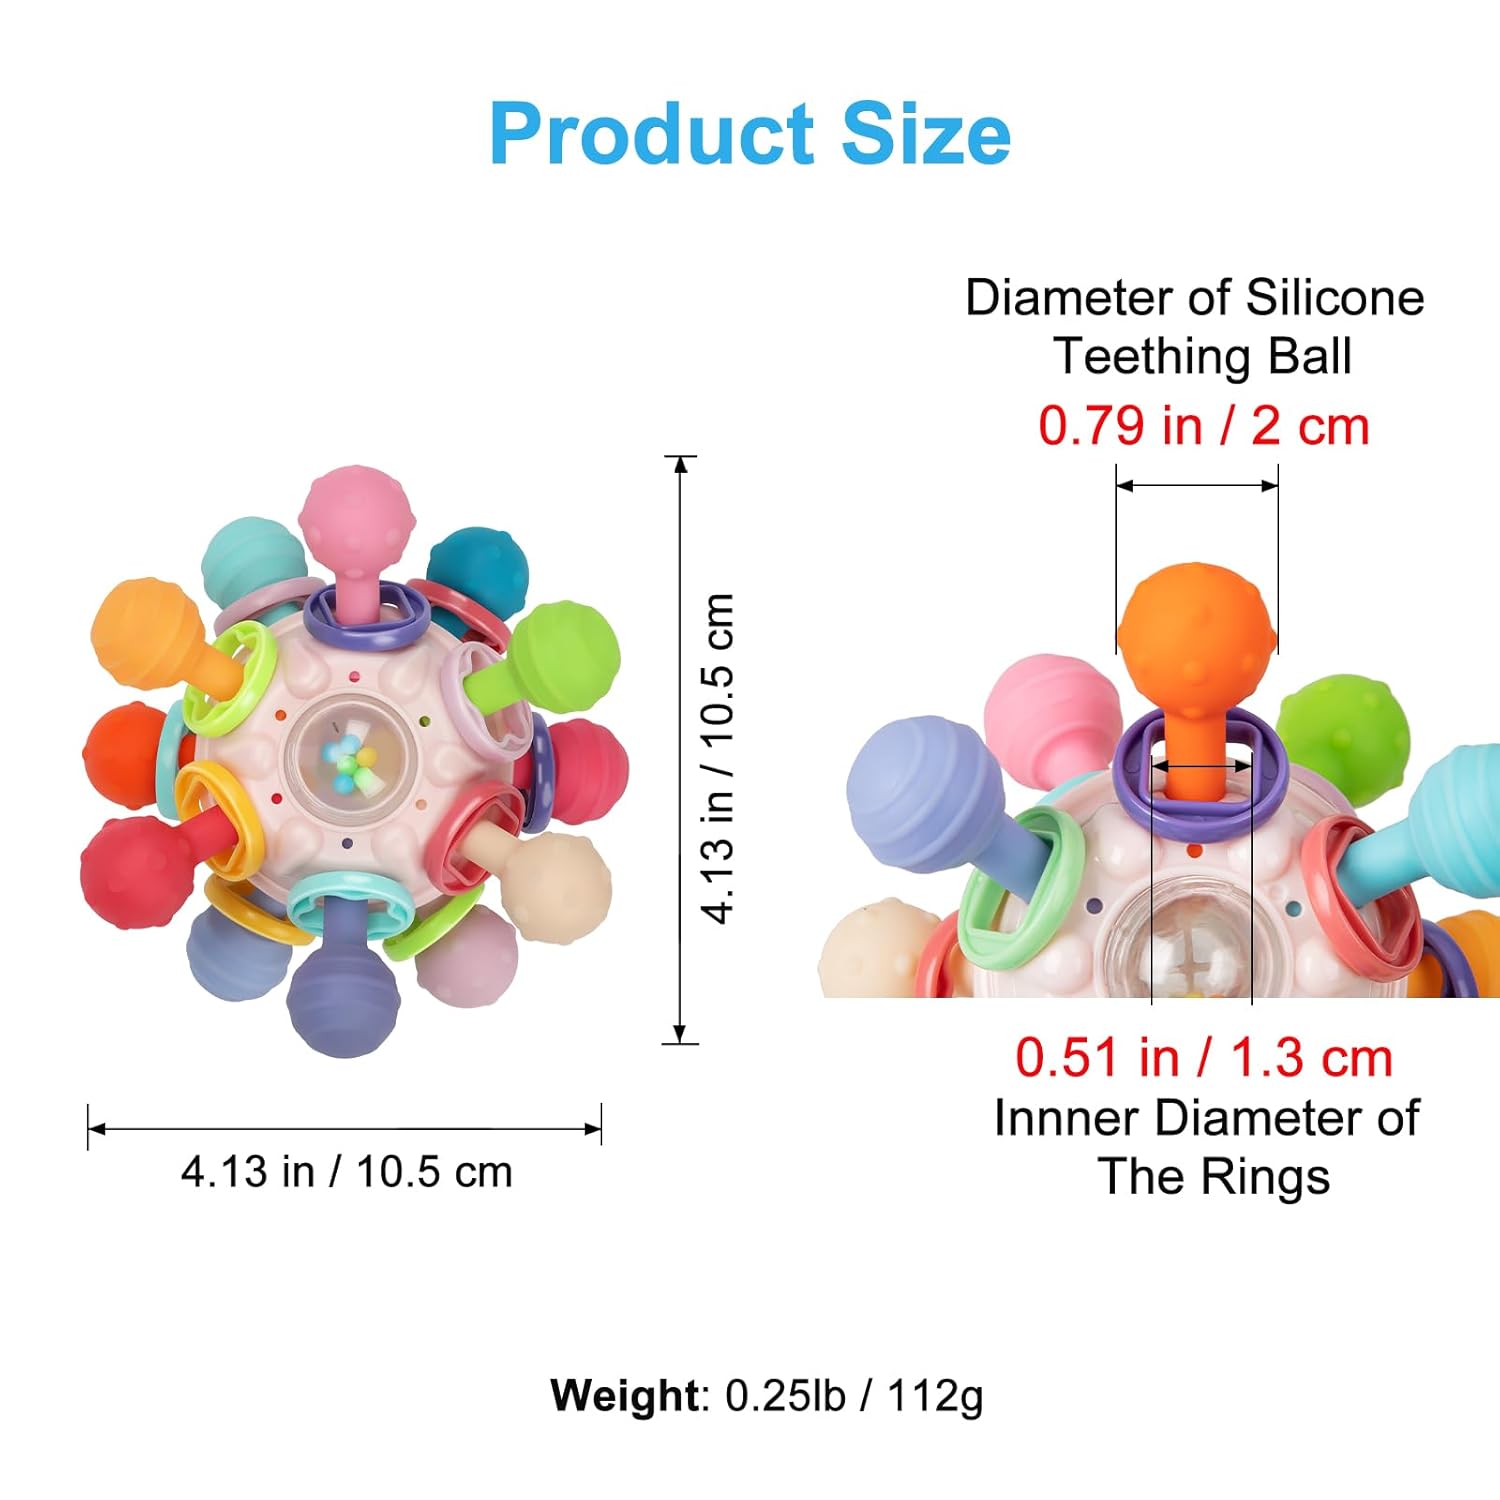 Product Size
Diameter of Silicone
Teething Ball
0.79 in / 2 cm
4.13 in / 10.5 cm
4.13 in / 10.5 cm
0.51 in / 1.3 cm
Innner Diameter of
The Rings
Weight: 0.25lb / 112g